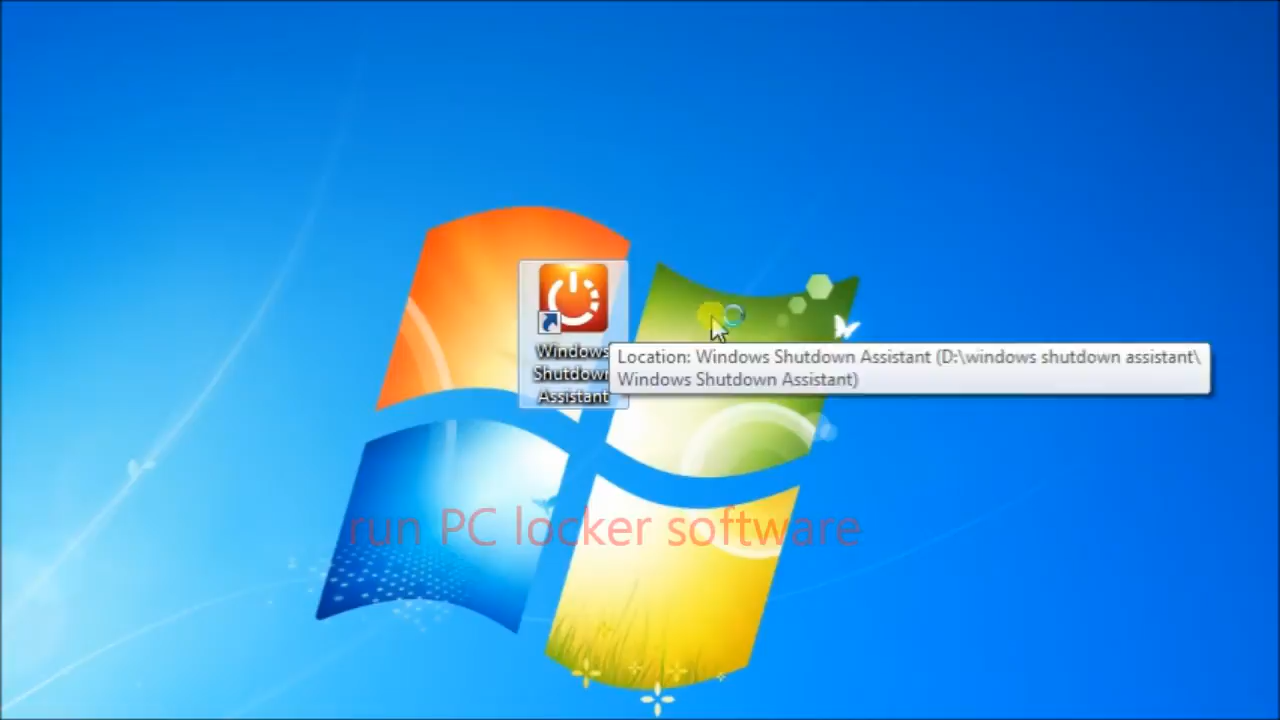 Windows
Shutdown
Assistant
Location: Windows Shutdown Assistant (D:\windows shutdown assistant\
Windows Shutdown Assistant)
run PC locker software